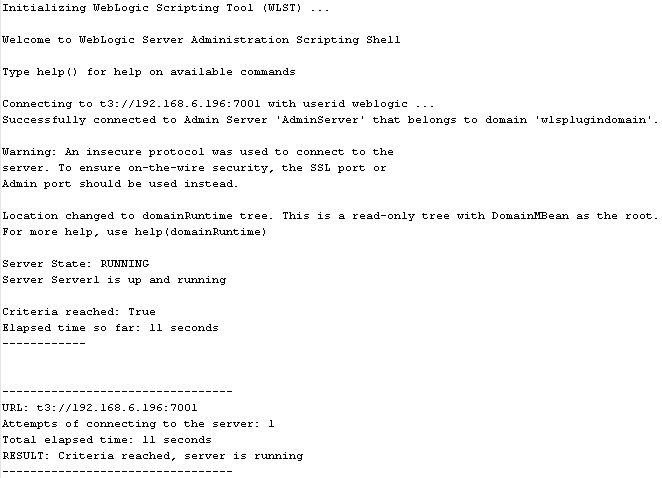 Initializing WebLogic Scripting Tool (WLST) ...
Welcome to WebLogic Server Administration Scripting Shell
Type help() for help on available commands
Connecting to t3://192.168.6.196:7001 with userid weblogic ...
Successfully connected to Admin Server 'AdminServer' that belongs to domain 'wlsplugindomain'.
Warning: An insecure protocol was used to connect to the
server. To ensure on-the-wire security, the SSL port or
Admin port should be used instead.
Location changed to domainRuntime tree. This is a read-only tree with DomainMBean as the root.
For more help, use help(domainRuntime)
Server State: RUNNING
Server Server1 is up and running
Criteria reached: True
Elapsed time so far: 11 seconds
------------
---------------------------------
URL: t3://192.168.6.196:7001
Attempts of connecting to the server: 1
Total elapsed time: 11 seconds
RESULT: Criteria reached, server is running
---------------------------------